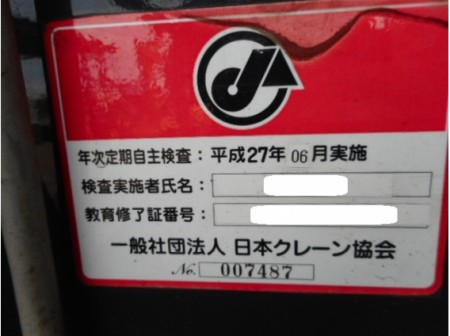 年次定期自主検査：平成27年 06月実施
検査実施者氏名：
教育修了証番号：
一般社団法人 日本クレーン協会
No. 007487